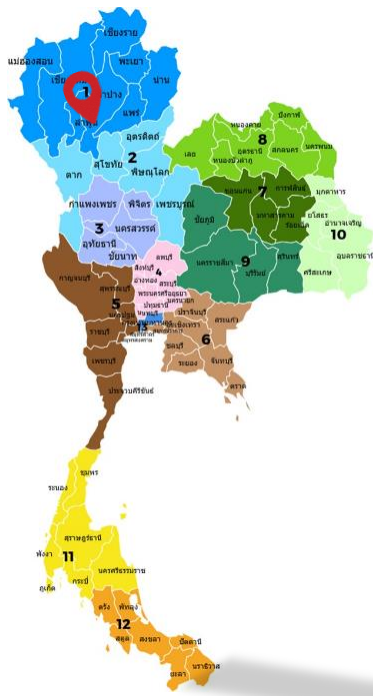 เชียงราย
แม่ฮ่องสอน
พะเยา
น่าน
1
แพร่
อุตรดิตถ์
2
สุโขทัย
ตาก
พิษณุโลก
กำแพงเพชร
พิจิตร
เพชรบูรณ์
3
นครสวรรค์
อุทัยธานี
ชัยนาท
บึงกาฬ
หนองคาย
8
เลย
อุดรธานี
สกลนคร
นครพนม
หนองบัวลำภู
ขอนแก่น
7
กาฬสินธุ์
มุกดาหาร
มหาสารคาม
ยโสธร
ร้อยเอ็ด
อำนาจเจริญ
10
ชัยภูมิ
นครราชสีมา
9
บุรีรัมย์
สุรินทร์
ศรีสะเกษ
อุบลราชธานี
ลพบุรี
4
สิงห์บุรี
อ่างทอง
สระบุรี
พระนครศรีอยุธยา
ปทุมธานี
นครนายก
กาญจนบุรี
สุพรรณบุรี
5
นครปฐม
ราชบุรี
13
เพชรบุรี
ประจวบคีรีขันธ์
ปราจีนบุรี
ฉะเชิงเทรา
สระแก้ว
ชลบุรี
6
ระยอง
จันทบุรี
ตราด
ชุมพร
ระนอง
สุราษฎร์ธานี
พังงา
11
กระบี่
นครศรีธรรมราช
ภูเก็ต
ตรัง
พัทลุง
12
สตูล
สงขลา
ปัตตานี
ยะลา
นราธิวาส